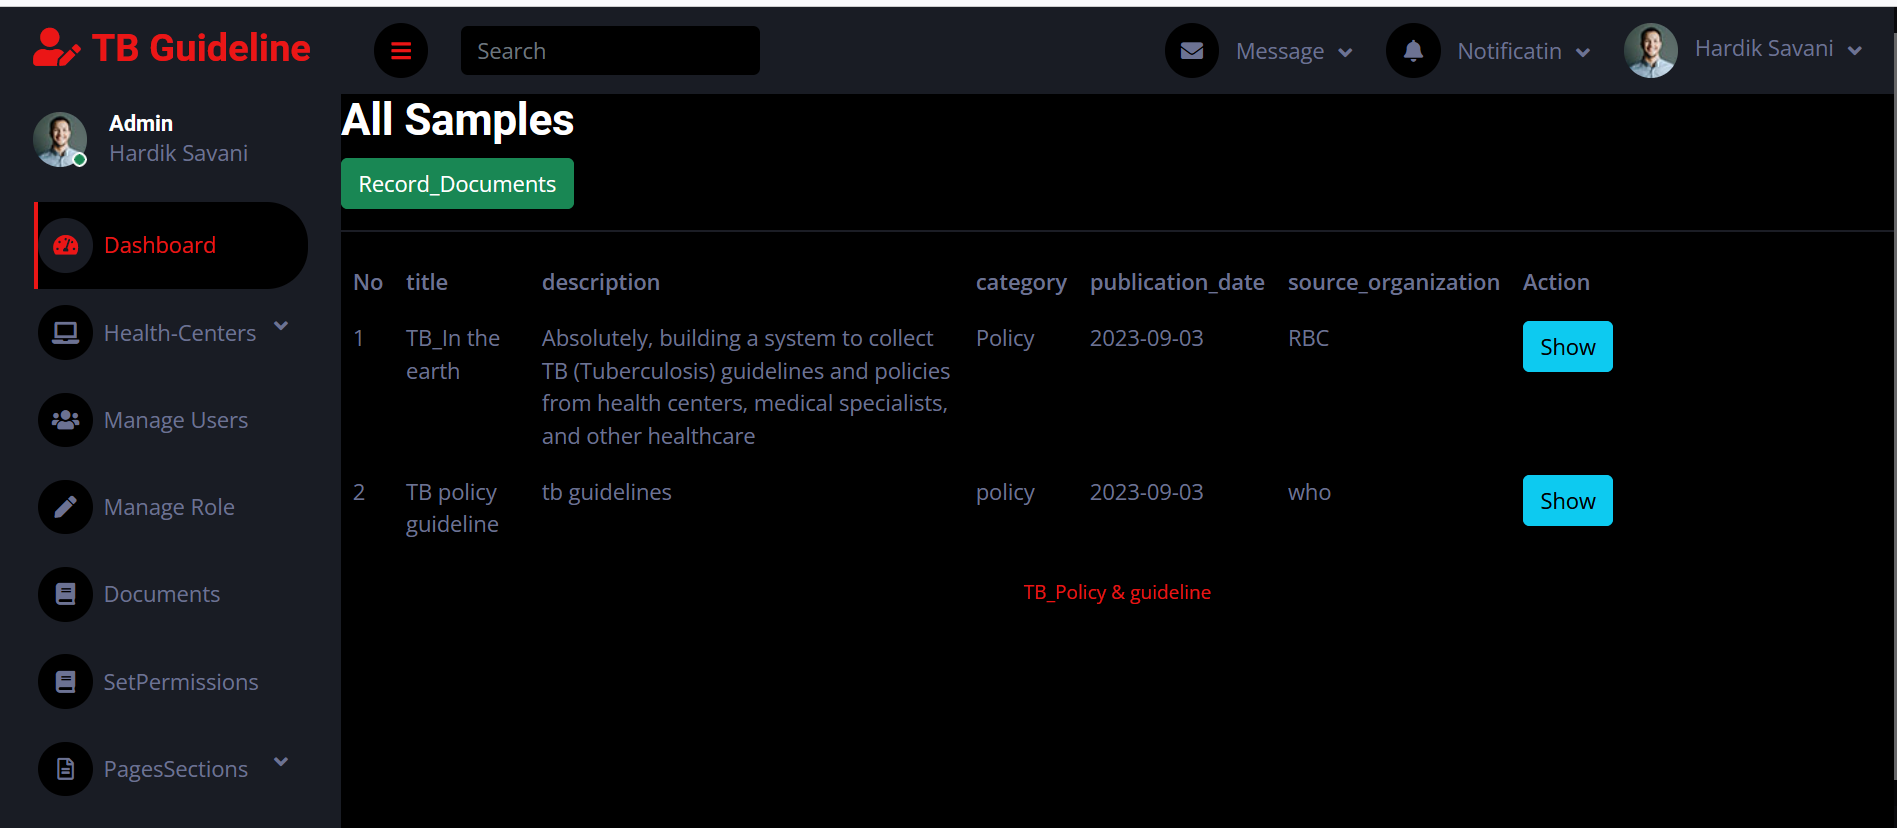 TB Guideline
Search
Message
Notificatin
Hardik Savani
Admin
Hardik Savani
Dashboard
Health-Centers
Manage Users
Manage Role
Documents
SetPermissions
PagesSections
All Samples
Record_Documents
No title description category publication_date source_organization Action
1 TB_In the earth Absolutely, building a system to collect Policy 2023-09-03 RBC Show
TB (Tuberculosis) guidelines and policies
from health centers, medical specialists,
and other healthcare
2 TB policy guideline tb guidelines policy 2023-09-03 who Show
TB_Policy & guideline